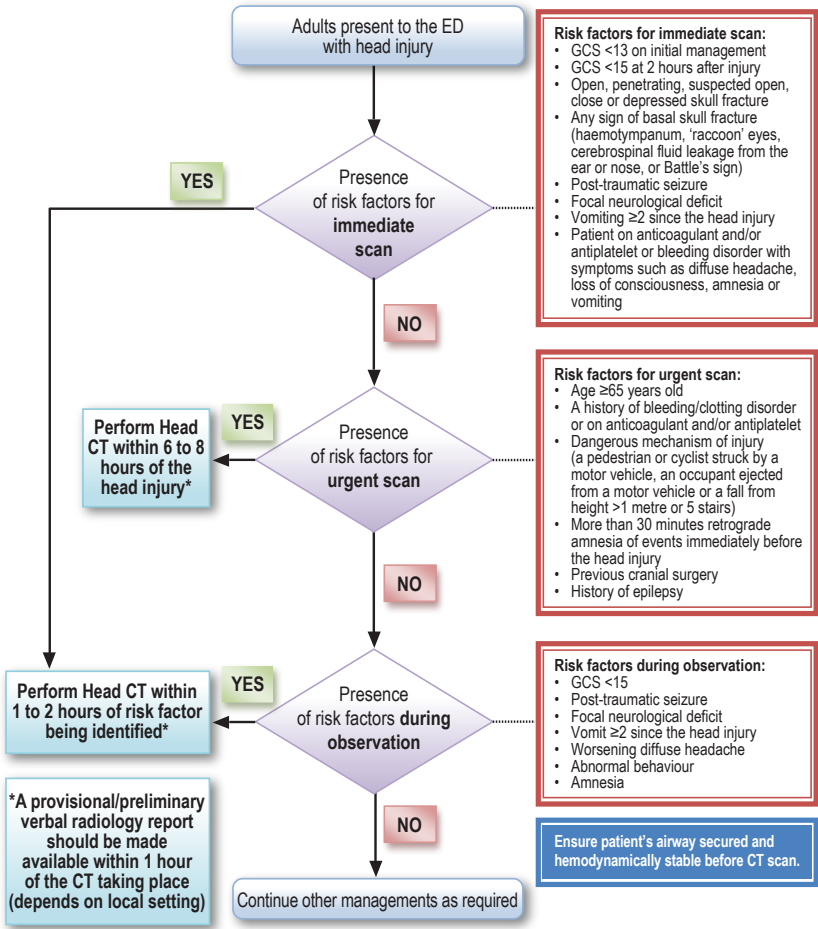 Adults present to the ED
with head injury
Risk factors for immediate scan:
• GCS <13 on initial management
• GCS <15 at 2 hours after injury
• Open, penetrating, suspected open,
close or depressed skull fracture
• Any sign of basal skull fracture
(haemotympanum, ‘raccoon’ eyes,
cerebrospinal fluid leakage from the
ear or nose, or Battle’s sign)
• Post-traumatic seizure
• Focal neurological deficit
• Vomiting ≥2 since the head injury
• Patient on anticoagulant and/or
antiplatelet or bleeding disorder with
symptoms such as diffuse headache,
loss of consciousness, amnesia or
vomiting
YES
Presence
of risk factors for
immediate
scan
NO
Risk factors for urgent scan:
• Age ≥65 years old
• A history of bleeding/clotting disorder
or on anticoagulant and/or antiplatelet
• Dangerous mechanism of injury
(a pedestrian or cyclist struck by a
motor vehicle, an occupant ejected
from a motor vehicle or a fall from
height >1 metre or 5 stairs)
• More than 30 minutes retrograde
amnesia of events immediately before
the head injury
• Previous cranial surgery
• History of epilepsy
YES
Presence
of risk factors for
urgent scan
Perform Head
CT within 6 to 8
hours of the
head injury*
NO
Risk factors during observation:
• GCS <15
• Post-traumatic seizure
• Focal neurological deficit
• Vomit ≥2 since the head injury
• Worsening diffuse headache
• Abnormal behaviour
• Amnesia
YES
Presence
of risk factors during
observation
Perform Head CT within
1 to 2 hours of risk factor
being identified*
NO
*A provisional/preliminary
verbal radiology report
should be made
available within 1 hour
of the CT taking place
(depends on local setting)
Ensure patient’s airway secured and
hemodynamically stable before CT scan.
Continue other managements as required